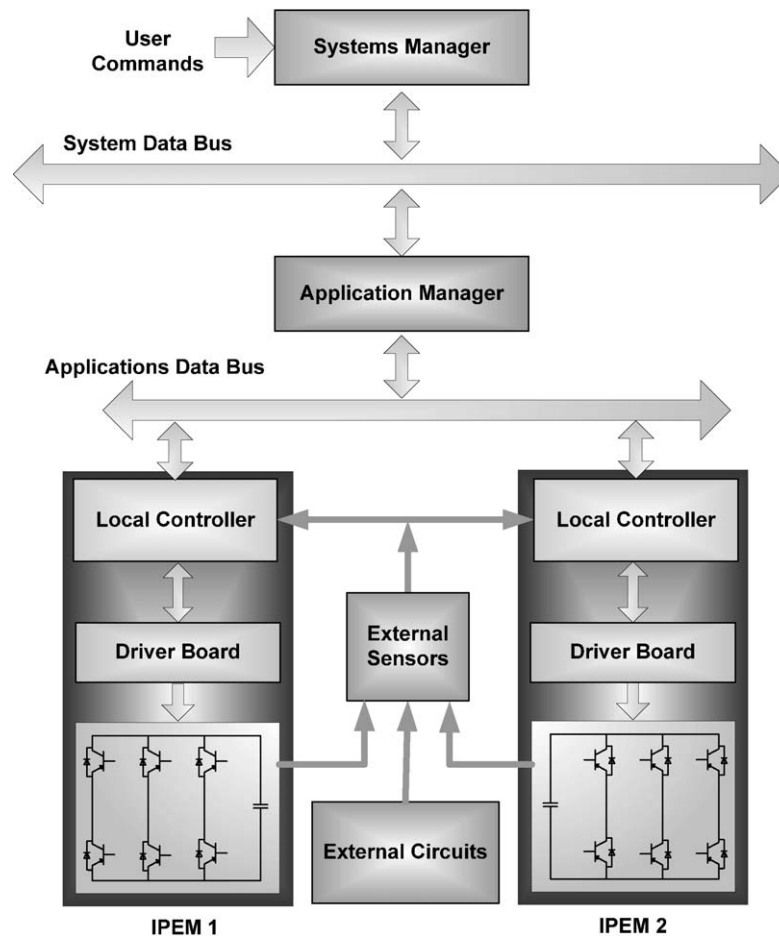 User
Commands
Systems Manager
System Data Bus
Application Manager
Applications Data Bus
Local Controller
Local Controller
External
Sensors
Driver Board
Driver Board
External Circuits
IPEM 1
IPEM 2